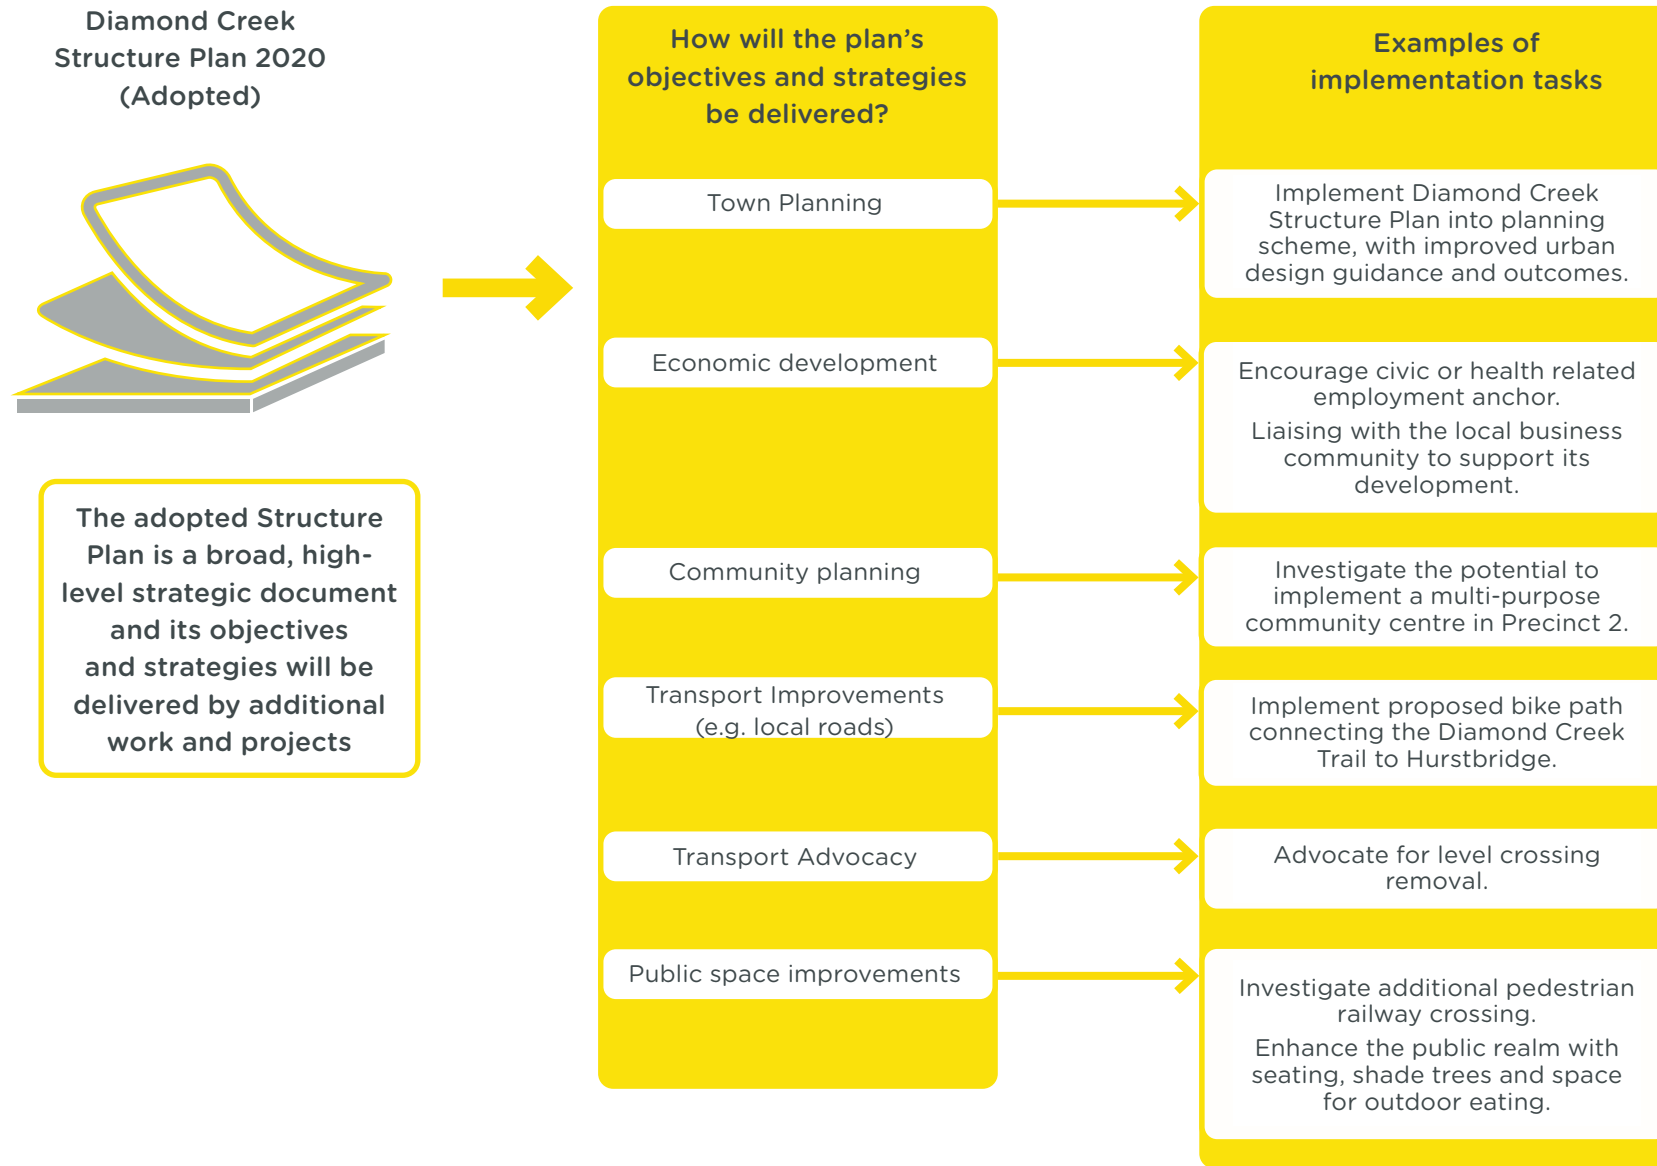 Diamond Creek
Structure Plan 2020
(Adopted)
The adopted Structure
Plan is a broad, high-
level strategic document
and its objectives
and strategies will be
delivered by additional
work and projects
How will the plan's
objectives and strategies
be delivered?
Town Planning
Economic development
Community planning
Transport Improvements
(e.g. local roads)
Transport Advocacy
Public space improvements
Examples of
implementation tasks
Implement Diamond Creek
Structure Plan into planning
scheme, with improved urban
design guidance and outcomes.
Encourage civic or health related
employment anchor.
Liaising with the local business
community to support its
development.
Investigate the potential to
implement a multi-purpose
community centre in Precinct 2.
Implement proposed bike path
connecting the Diamond Creek
Trail to Hurstbridge.
Advocate for level crossing
removal.
Investigate additional pedestrian
railway crossing.
Enhance the public realm with
seating, shade trees and space
for outdoor eating.